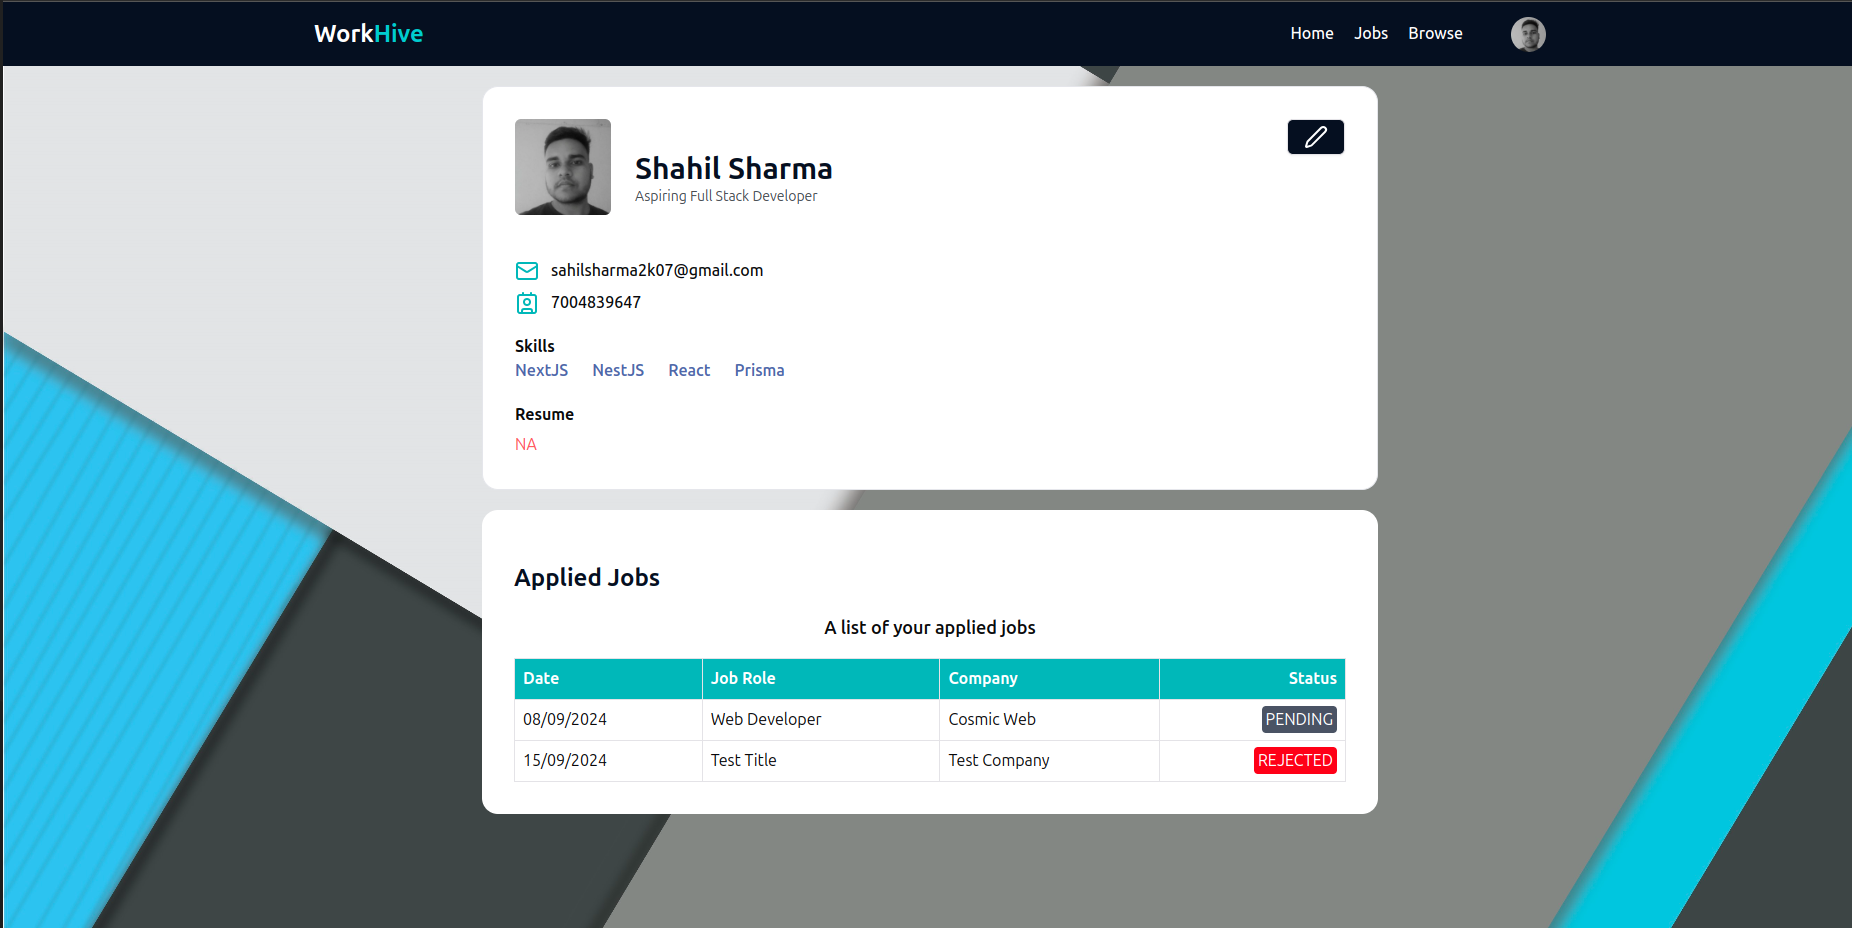 WorkHive
Home Jobs Browse
Shahil Sharma
Aspiring Full Stack Developer
sahilsharma2k07@gmail.com
7004839647
Skills
NextJS NestJS React Prisma
Resume
NA
Applied Jobs
A list of your applied jobs
Date Job Role Company Status
08/09/2024 Web Developer Cosmic Web PENDING
15/09/2024 Test Title Test Company REJECTED